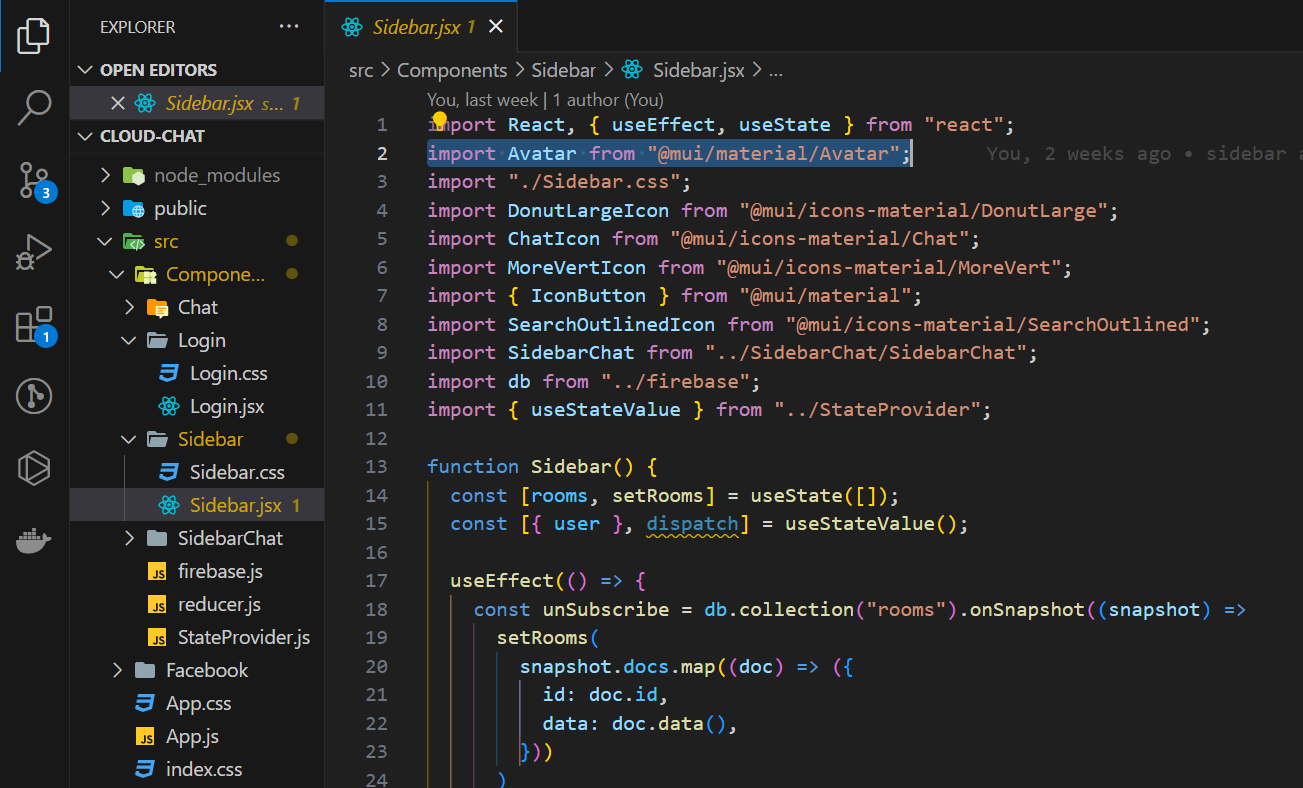 EXPLORER
OPEN EDITORS
Sidebar.jsx s... 1
CLOUD-CHAT
node_modules
public
src
Compone...
Chat
Login
Login.css
Login.jsx
Sidebar
Sidebar.css
Sidebar.jsx 1
SidebarChat
firebase.js
reducer.js
StateProvider.js
Facebook
App.css
App.js
index.css
3
1
Sidebar.jsx 1
src > Components > Sidebar > Sidebar.jsx > ...
You, last week | 1 author (You)
1 import React, { useEffect, useState } from "react";
2 import Avatar from "@mui/material/Avatar"; You, 2 weeks ago • sidebar a
3 import "./Sidebar.css";
4 import DonutLargeIcon from "@mui/icons-material/DonutLarge";
5 import ChatIcon from "@mui/icons-material/Chat";
6 import MoreVertIcon from "@mui/icons-material/MoreVert";
7 import { IconButton } from "@mui/material";
8 import SearchOutlinedIcon from "@mui/icons-material/SearchOutlined";
9 import SidebarChat from "../SidebarChat/SidebarChat";
10 import db from "../firebase";
11 import { useStateValue } from "../StateProvider";
12
13 function Sidebar() {
14 const [rooms, setRooms] = useState([]);
15 const [{ user }, dispatch] = useStateValue();
16
17 useEffect(() => {
18 const unSubscribe = db.collection("rooms").onSnapshot((snapshot) =>
19 setRooms(
20 snapshot.docs.map((doc) => ({
21 id: doc.id,
22 data: doc.data(),
23 }))
24 )